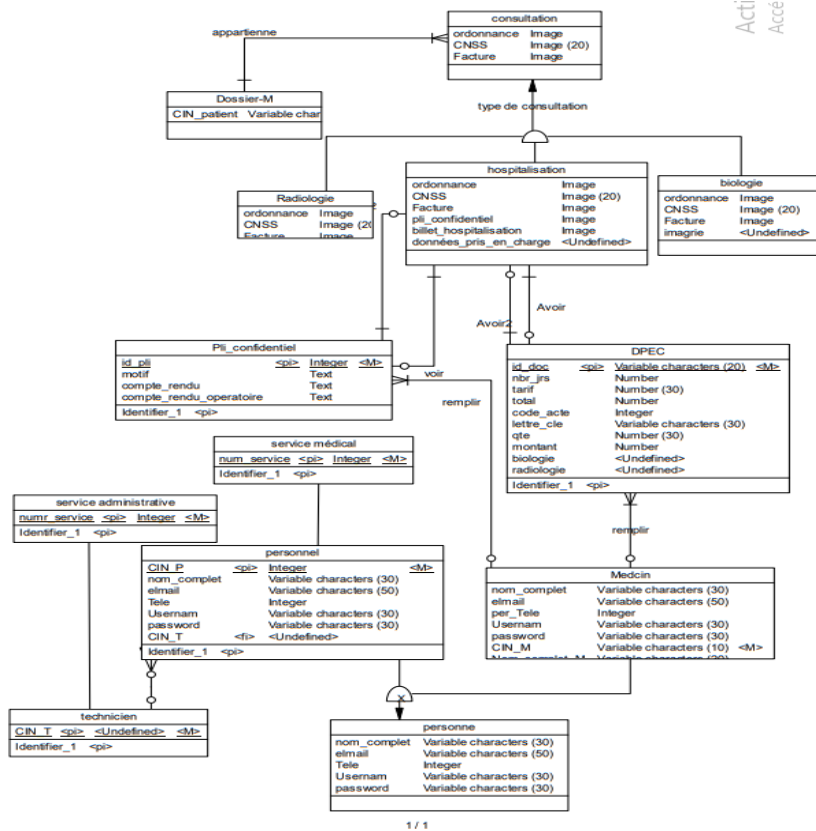 Acti
Accé
consultation
ordonnance Image
CNSS Image (20)
Facture Image
appartienne
Dossier-M
CIN_patient Variable char
type de consultation
hospitalisation
ordonnance Image
CNSS Image (20)
Facture Image
pli_confidentiel Image
billet_hospitalisation Image
données_pris_en_charge <Undefined>
Radiologie
ordonnance Image
CNSS Image (20
Facture Image
biologie
ordonnance Image
CNSS Image (20)
Facture Image
imagrie <Undefined>
Avoir
Avoir2
Pli_confidentiel
id_pli <pi> Integer <M>
motif Text
compte_rendu Text
compte_rendu_operatoire Text
Identifier_1 <pi>
voir
remplir
DPEC
id_doc <pi> Variable characters (20) <M>
nbr_jrs Number
tarif Number (30)
total Number
code_acte Integer
lettre_cle Variable characters (30)
qte Number (30)
montant Number
biologie <Undefined>
radiologie <Undefined>
Identifier_1 <pi>
service médical
num_service <pi> Integer <M>
Identifier_1 <pi>
service administrative
numr_service <pi> Integer <M>
Identifier_1 <pi>
remplir
personnel
CIN_P <pi> Integer <M>
nom_complet Variable characters (30)
elmail Variable characters (50)
Tele Integer
Usernam Variable characters (30)
password Variable characters (30)
CIN_T <fi> <Undefined>
Identifier_1 <pi>
Medcin
nom_complet Variable characters (30)
elmail Variable characters (50)
per_Tele Integer
Usernam Variable characters (30)
password Variable characters (30)
CIN_M Variable characters (10) <M>
technicien
CIN_T <pi> <Undefined> <M>
Identifier_1 <pi>
x
personne
nom_complet Variable characters (30)
elmail Variable characters (50)
Tele Integer
Usernam Variable characters (30)
password Variable characters (30)
1 / 1